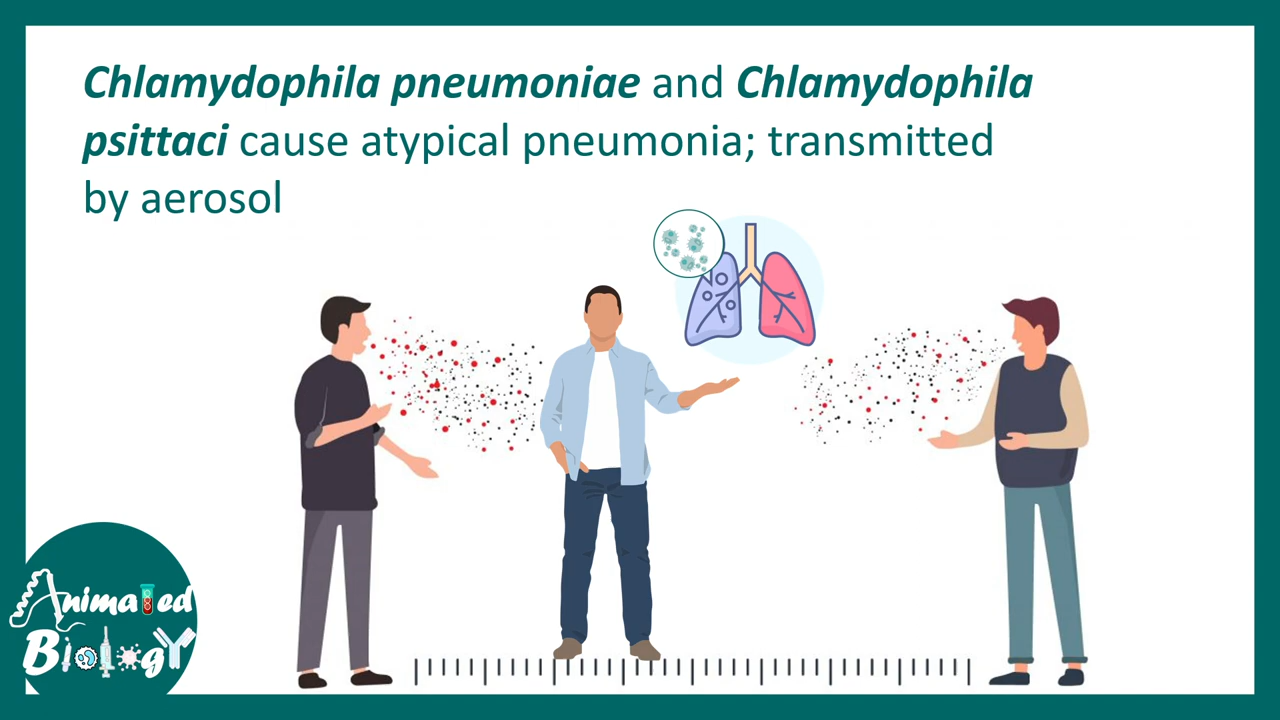 Chlamydophila pneumoniae and Chlamydophila
psittaci cause atypical pneumonia; transmitted
by aerosol
Animated
Biology